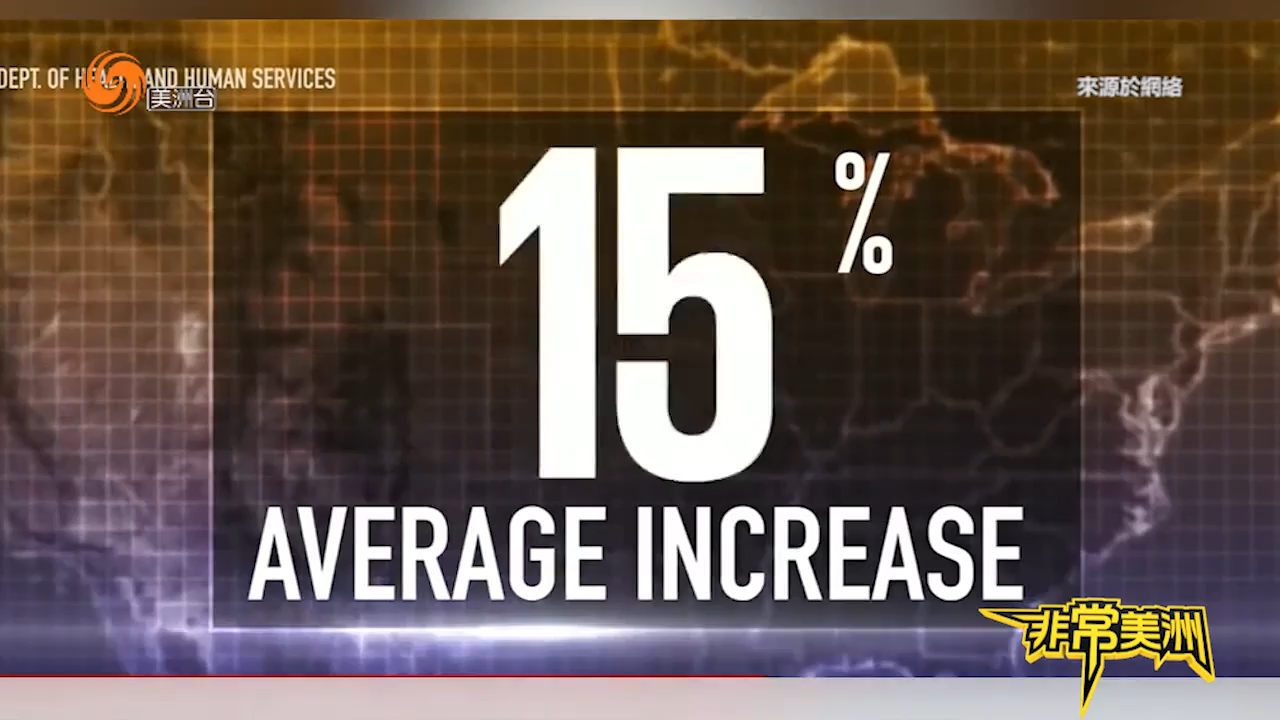 DEPT. OF HEALTH AND HUMAN SERVICES
美洲台
來源於網絡
15%
AVERAGE INCREASE
非常美洲